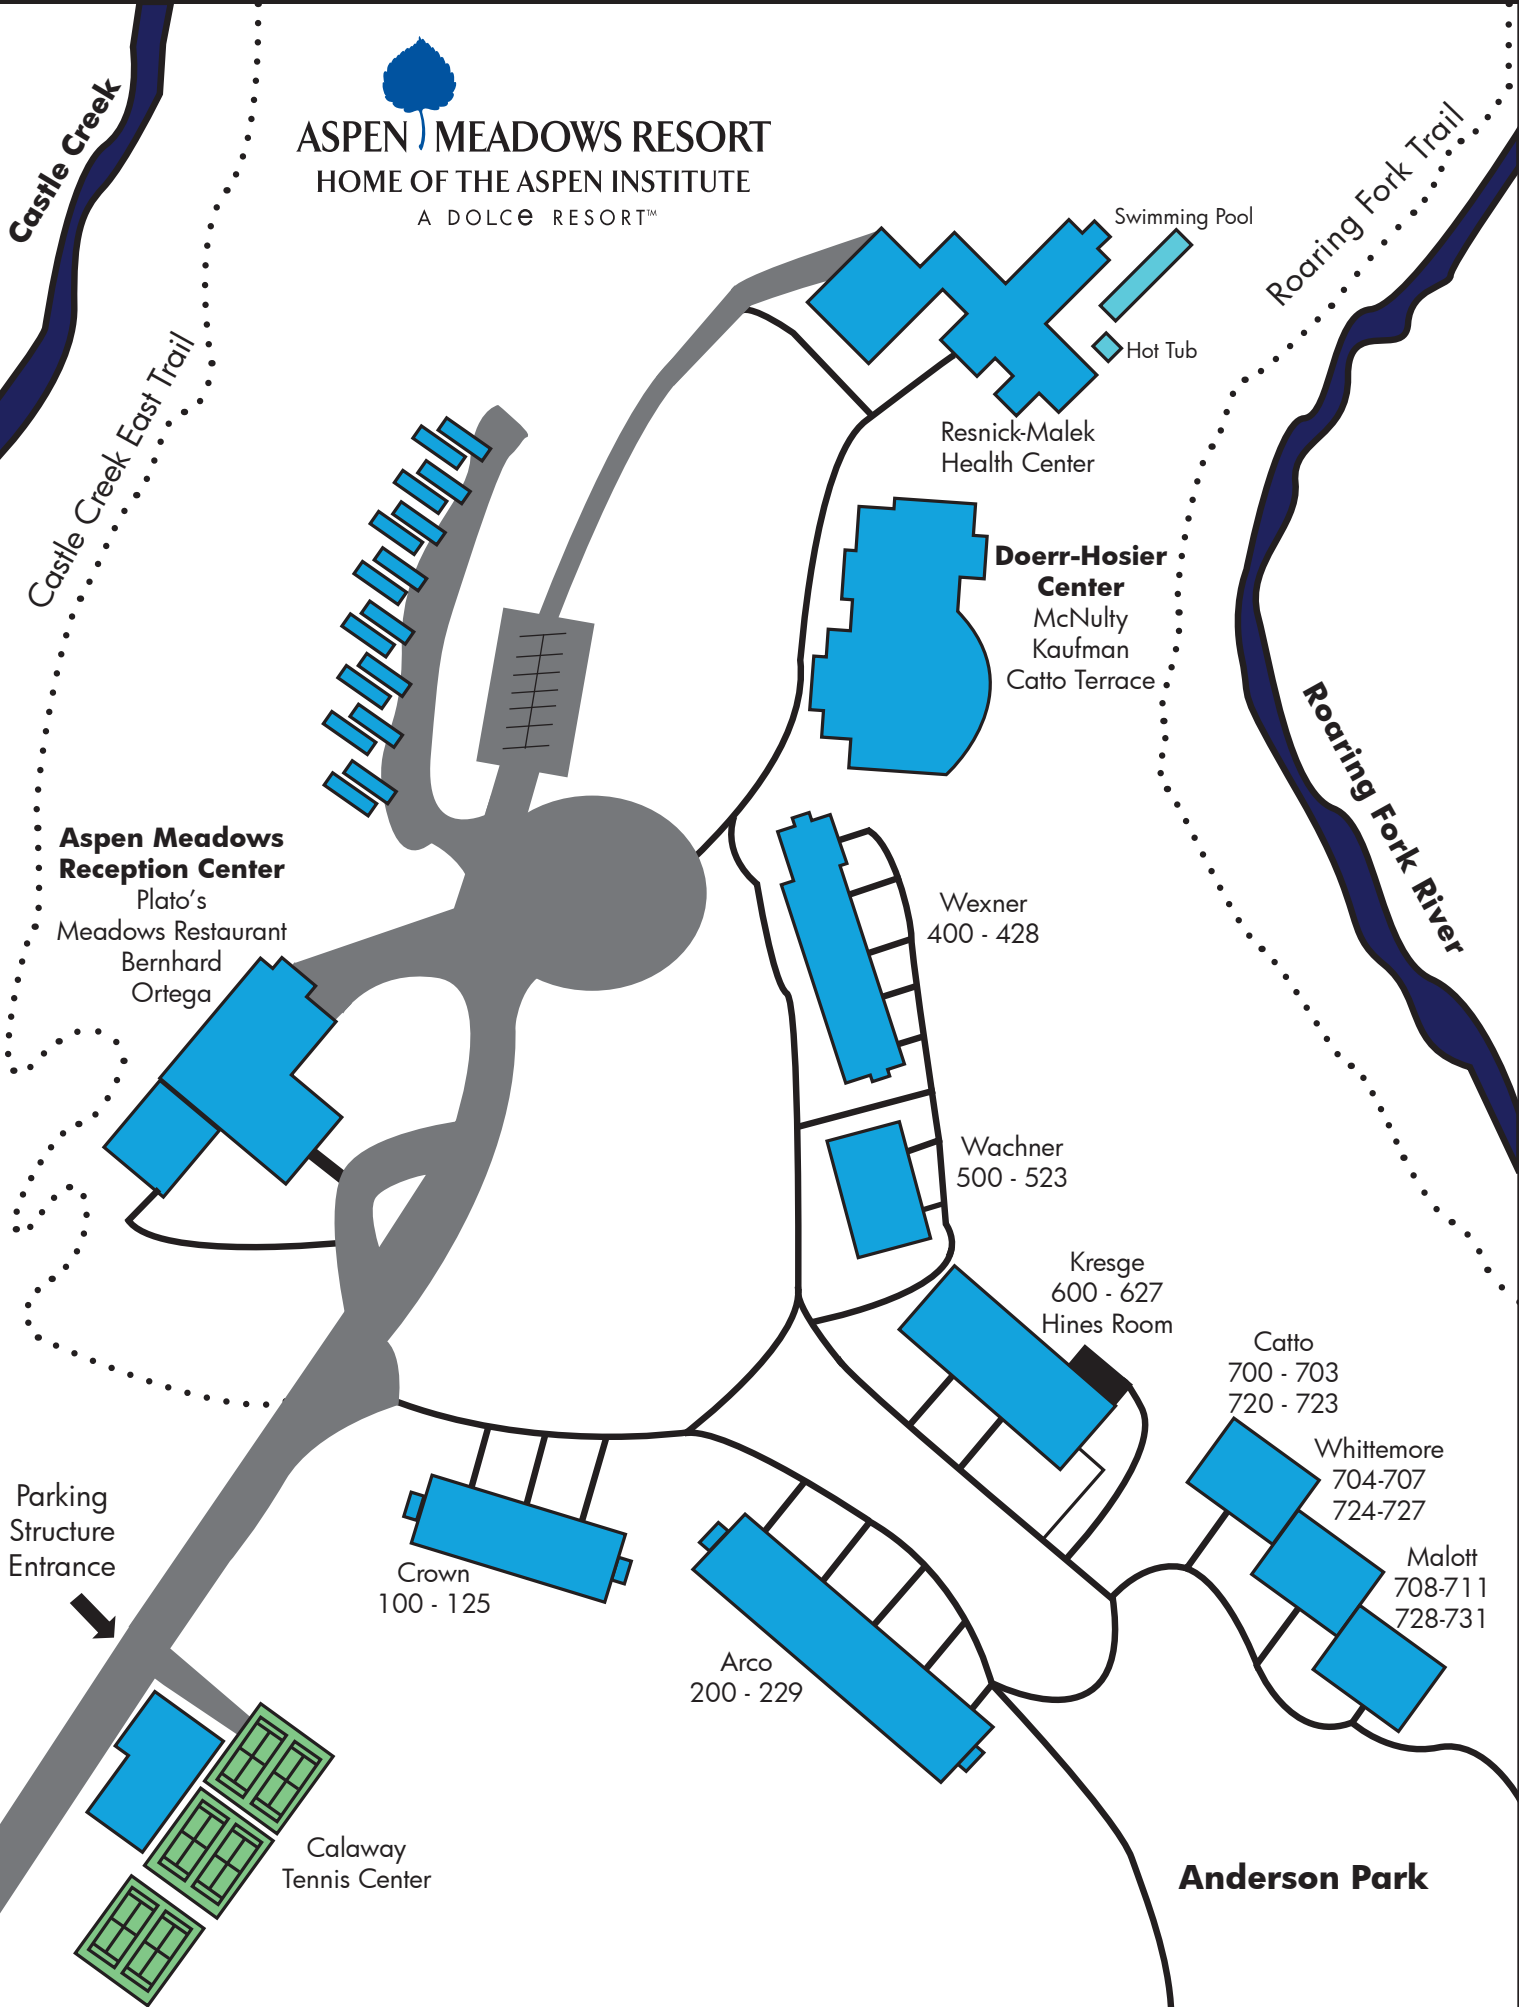 Castle Creek
ASPEN MEADOWS RESORT
HOME OF THE ASPEN INSTITUTE
A DOLCe RESORT™
Roaring Fork Trail
Swimming Pool
Hot Tub
Castle Creek East Trail
Resnick-Malek
Health Center
Doerr-Hosier
Center
McNulty
Kaufman
Catto Terrace
Roaring Fork River
Aspen Meadows
Reception Center
Plato's
Meadows Restaurant
Bernhard
Ortega
Wexner
400 - 428
Wachner
500 - 523
Kresge
600 - 627
Hines Room
Catto
700 - 703
720 - 723
Whittemore
704-707
724-727
Malott
708-711
728-731
Parking
Structure
Entrance
Crown
100 - 125
Arco
200 - 229
Calaway
Tennis Center
Anderson Park